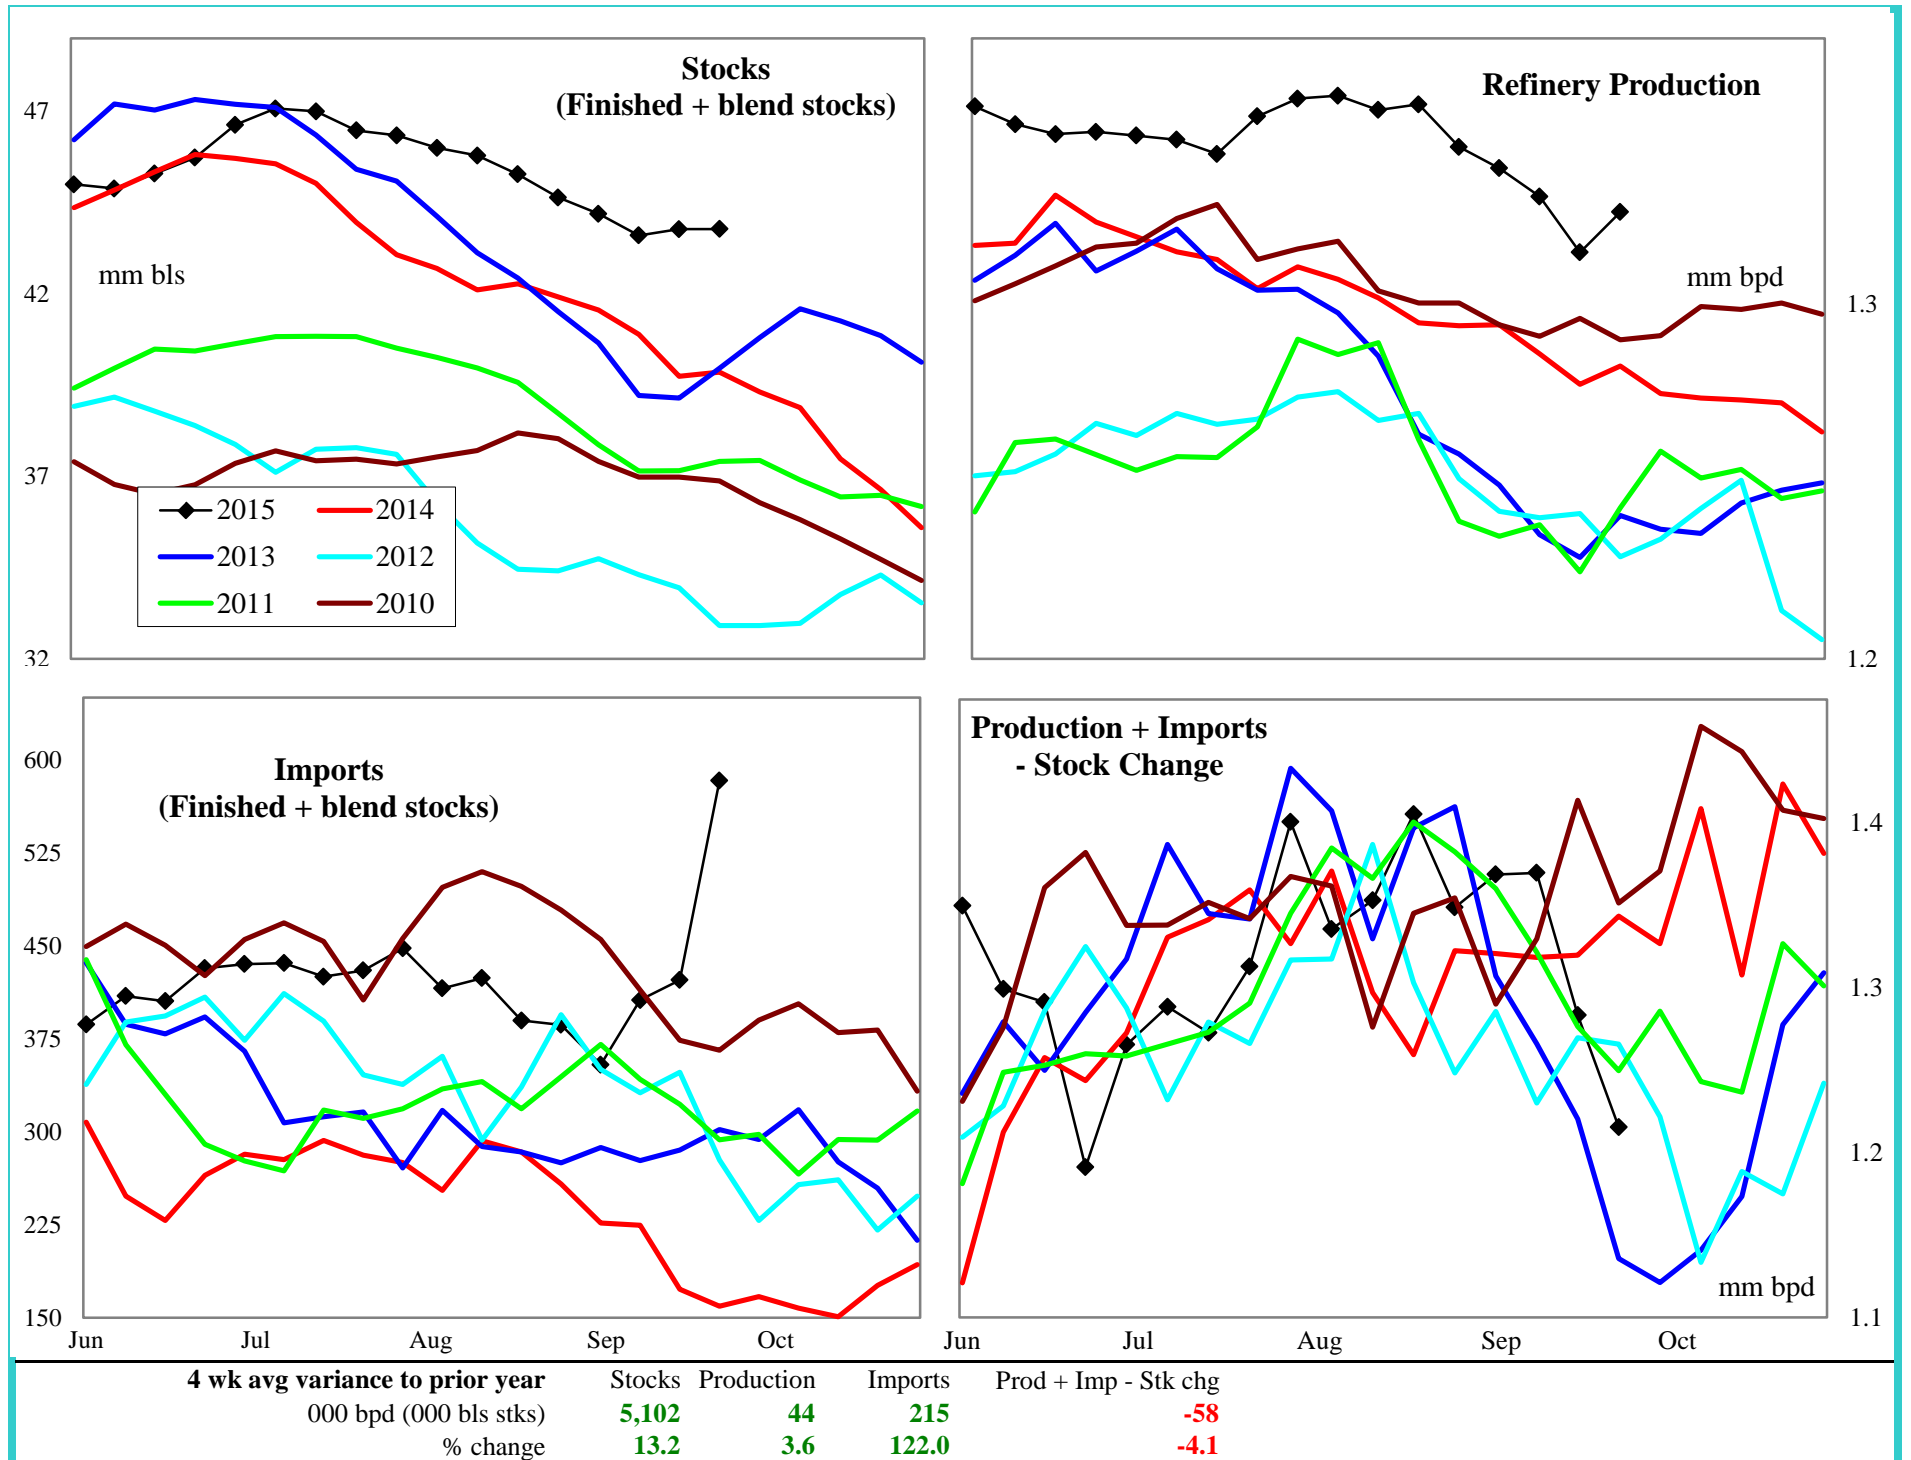 Stocks
(Finished + blend stocks)
47
42
37
32
mm bls
2015
2014
2013
2012
2011
2010
Refinery Production
mm bpd
1.3
1.2
Imports
(Finished + blend stocks)
600
525
450
375
300
225
150
Jun Jul Aug Sep Oct
Production + Imports
- Stock Change
1.4
1.3
1.2
1.1
mm bpd
Jun Jul Aug Sep Oct
4 wk avg variance to prior year Stocks Production Imports Prod + Imp - Stk chg
000 bpd (000 bls stks) 5,102 44 215 -58
% change 13.2 3.6 122.0 -4.1